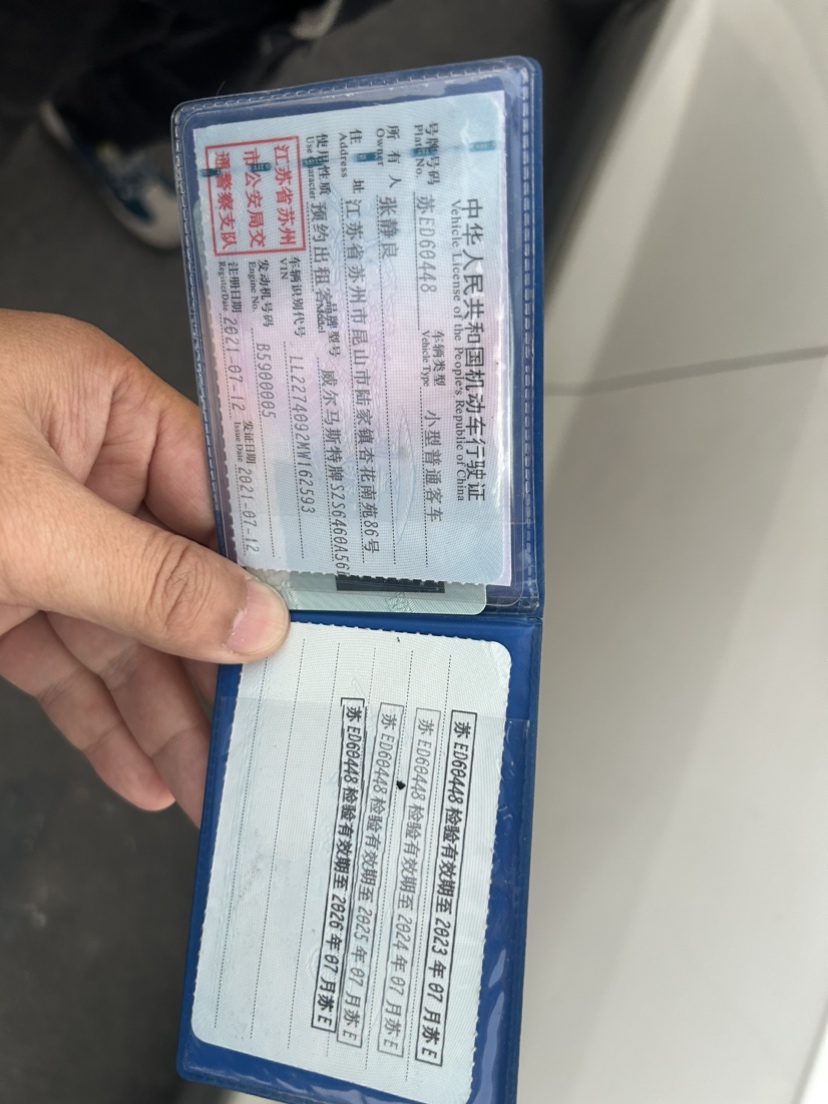 中华人民共和国机动车行驶证
Vehicle License of the People's Republic of China
号牌号码 苏ED60448 车辆类型 小型普通客车
Plate No. Vehicle Type
所有人 张静良
Owner
住址 江苏省苏州市昆山市陆家镇杏花南苑86号
Address
使用性质 预约出租客 品牌型号 威尔马斯特牌SZS6460A56
Use Character Model
江苏省苏州
市公安局交
通警察支队
车辆识别代号 LL2274092MW162593
VIN
发动机号码 B5900005
Engine No.
注册日期 2021-07-12 发证日期 2021-07-12
Register Date Issue Date
苏ED60448检验有效期至2023年07月苏E
苏ED60448检验有效期至2024年07月苏E
苏ED60448检验有效期至2025年07月苏E
苏ED60448检验有效期至2026年07月苏E